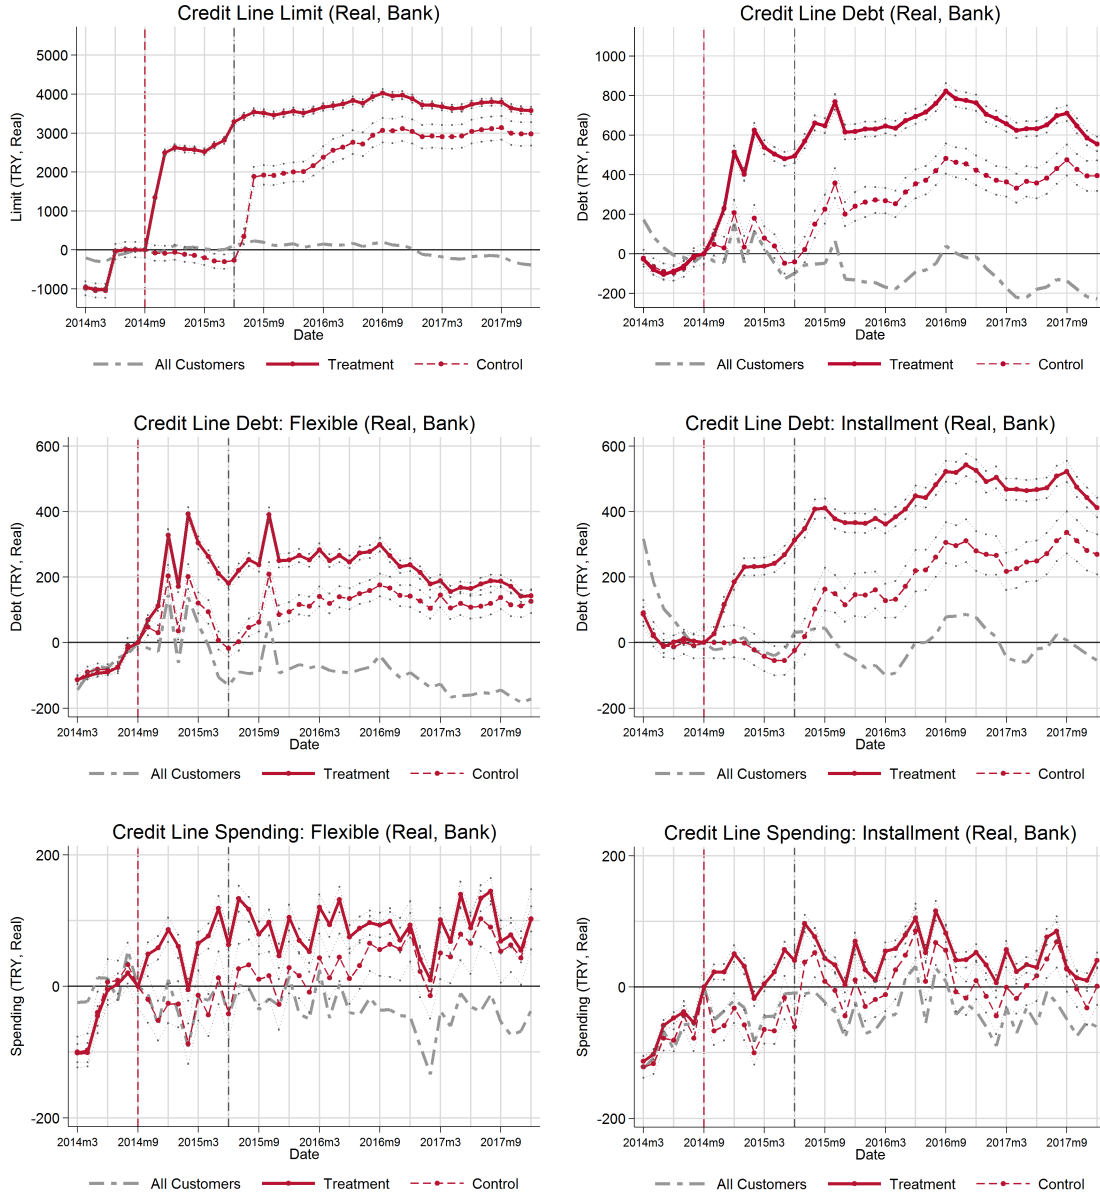 Credit Line Limit (Real, Bank)
Limit (TRY, Real)
5000
4000
3000
2000
1000
0
-1000
2014m3 2014m9 2015m3 2015m9 2016m3 2016m9 2017m3 2017m9
Date
All Customers Treatment Control
Credit Line Debt (Real, Bank)
Debt (TRY, Real)
1000
800
600
400
200
0
-200
2014m3 2014m9 2015m3 2015m9 2016m3 2016m9 2017m3 2017m9
Date
All Customers Treatment Control
Credit Line Debt: Flexible (Real, Bank)
Debt (TRY, Real)
600
400
200
0
-200
2014m3 2014m9 2015m3 2015m9 2016m3 2016m9 2017m3 2017m9
Date
All Customers Treatment Control
Credit Line Debt: Installment (Real, Bank)
Debt (TRY, Real)
600
400
200
0
-200
2014m3 2014m9 2015m3 2015m9 2016m3 2016m9 2017m3 2017m9
Date
All Customers Treatment Control
Credit Line Spending: Flexible (Real, Bank)
Spending (TRY, Real)
200
0
-200
2014m3 2014m9 2015m3 2015m9 2016m3 2016m9 2017m3 2017m9
Date
All Customers Treatment Control
Credit Line Spending: Installment (Real, Bank)
Spending (TRY, Real)
200
0
-200
2014m3 2014m9 2015m3 2015m9 2016m3 2016m9 2017m3 2017m9
Date
All Customers Treatment Control